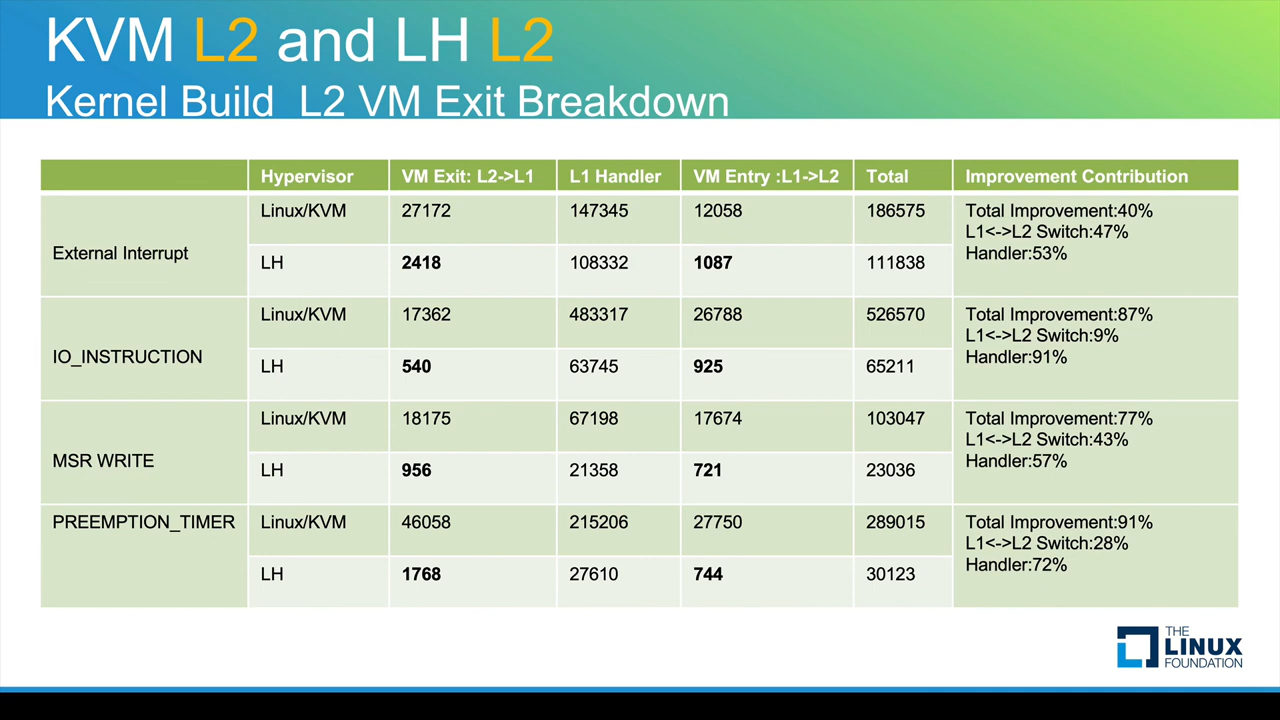 KVM L2 and LH L2
Kernel Build L2 VM Exit Breakdown
Hypervisor VM Exit: L2->L1 L1 Handler VM Entry :L1->L2 Total Improvement Contribution
External Interrupt
Linux/KVM 27172 147345 12058 186575
LH 2418 108332 1087 111838
Total Improvement:40%
L1<->L2 Switch:47%
Handler:53%
IO_INSTRUCTION
Linux/KVM 17362 483317 26788 526570
LH 540 63745 925 65211
Total Improvement:87%
L1<->L2 Switch:9%
Handler:91%
MSR WRITE
Linux/KVM 18175 67198 17674 103047
LH 956 21358 721 23036
Total Improvement:77%
L1<->L2 Switch:43%
Handler:57%
PREEMPTION_TIMER
Linux/KVM 46058 215206 27750 289015
LH 1768 27610 744 30123
Total Improvement:91%
L1<->L2 Switch:28%
Handler:72%
THE
LINUX
FOUNDATION